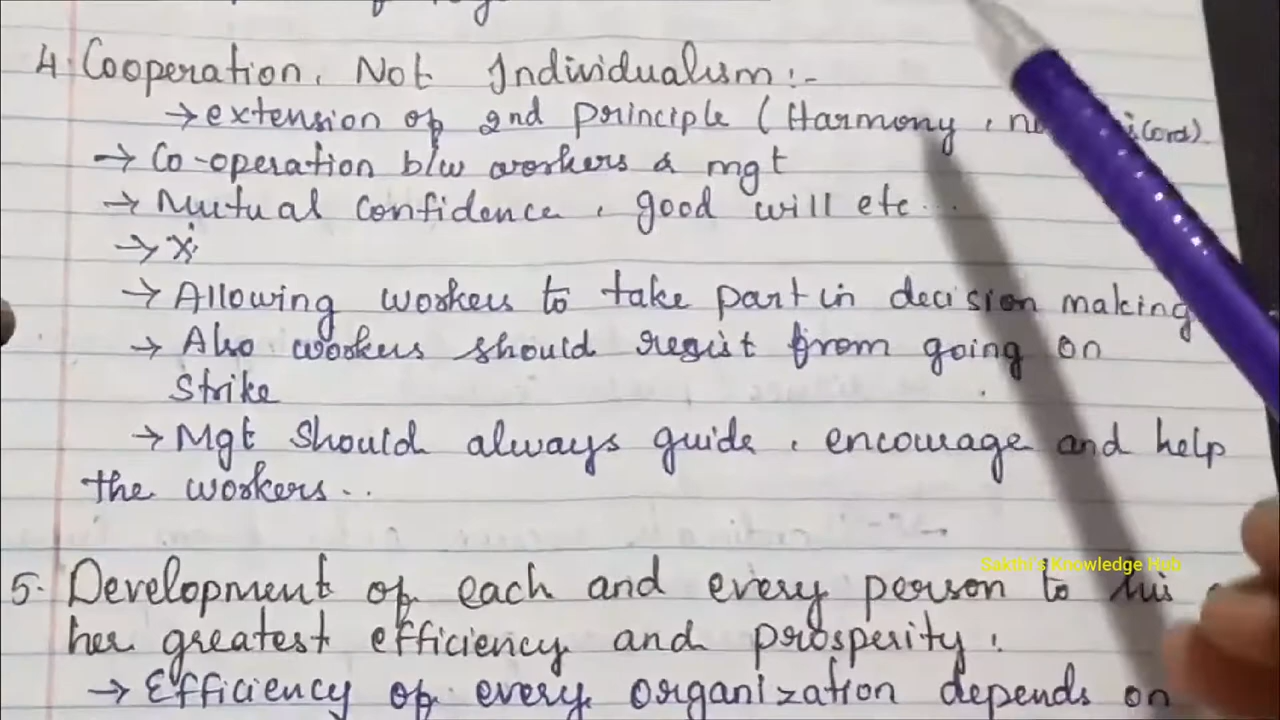 4. Cooperation, Not Individualism:-
→ extension of 2nd principle (Harmony, not
→ Co-operation b/w workers & mgt
→ Mutual Confidence, good will etc...
→ X
→ Allowing workers to take part in decision making
→ Also workers should resist from going on
Strike
→ Mgt should always guide, encourage and help
the workers...
Sakthi's Knowledge Hub
5. Development of each and every person to his
her greatest efficiency and prosperity.
→ Efficiency of every organization depends on